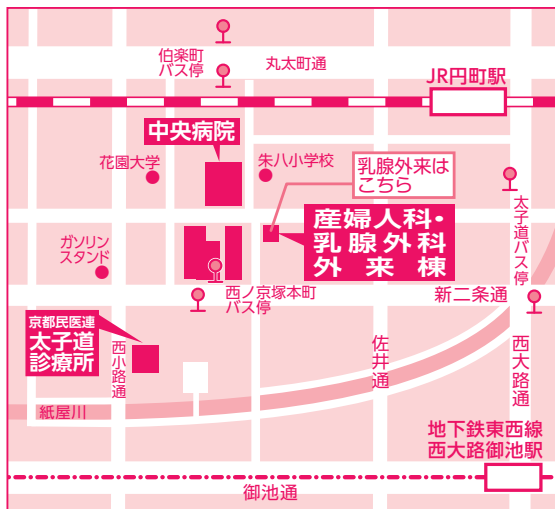 伯楽町
バス停
丸太町通
JR円町駅
中央病院
花園大学
朱八小学校
乳腺外来は
こちら
産婦人科・
乳腺外科
外来棟
太子道バス停
ガソリン
スタンド
西ノ京塚本町
バス停
新二条通
京都民医連
太子道
診療所
西小路通
佐井通
西大路通
紙屋川
地下鉄東西線
西大路御池駅
御池通